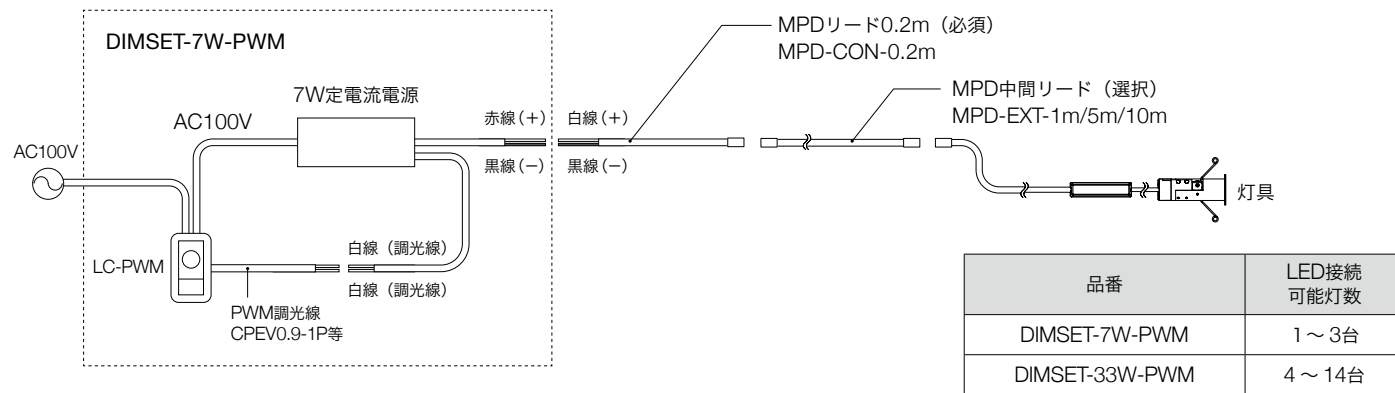 DIMSET-7W-PWM
7W定電流電源
AC100V
AC100V
LC-PWM
PWM調光線
CPEV0.9-1P等
白線（調光線）
白線（調光線）
赤線（+）
黒線（−）
白線（+）
黒線（−）
MPDリード0.2m（必須）
MPD-CON-0.2m
MPD中間リード（選択）
MPD-EXT-1m/5m/10m
灯具
品番
LED接続
可能灯数
DIMSET-7W-PWM
1～3台
DIMSET-33W-PWM
4～14台